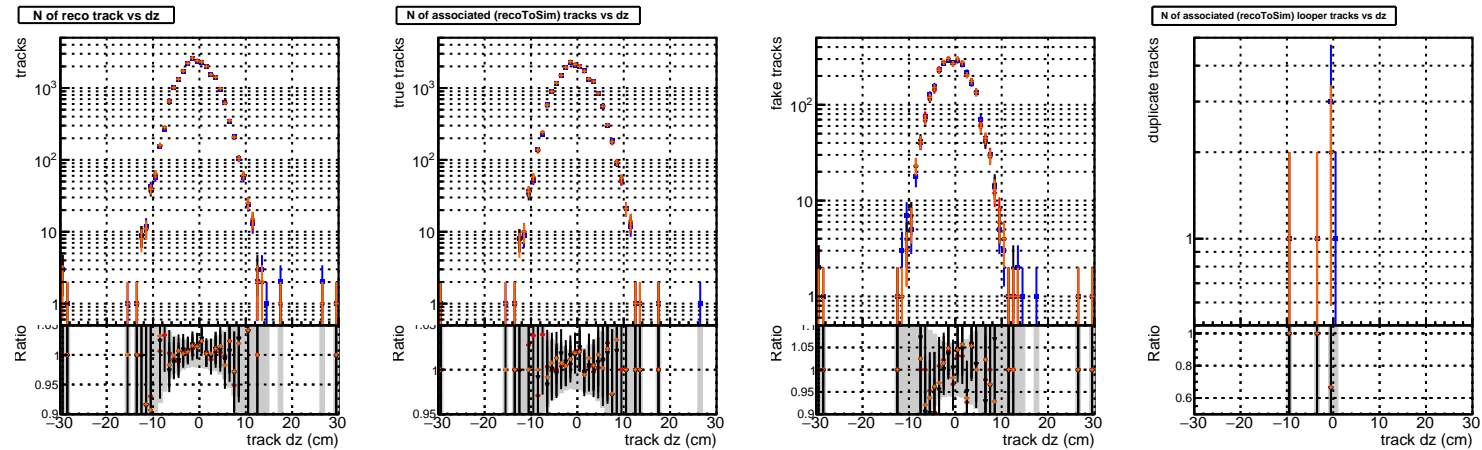 N of reco track vs dz
tracks
10³
10²
10
1
Ratio
1.05
1
0.95
0.9
−30 −20 −10 0 10 20 30
track dz (cm)
N of associated (recoToSim) tracks vs dz
true tracks
10³
10²
10
1
Ratio
1.05
1
0.95
−30 −20 −10 0 10 20 30
track dz (cm)
fake tracks
10²
10
1
Ratio
1.1
1.05
1
0.95
0.9
−30 −20 −10 0 10 20 30
track dz (cm)
N of associated (recoToSim) looper tracks vs dz
duplicate tracks
1
Ratio
1
0.8
0.6
−30 −20 −10 0 10 20 30
track dz (cm)